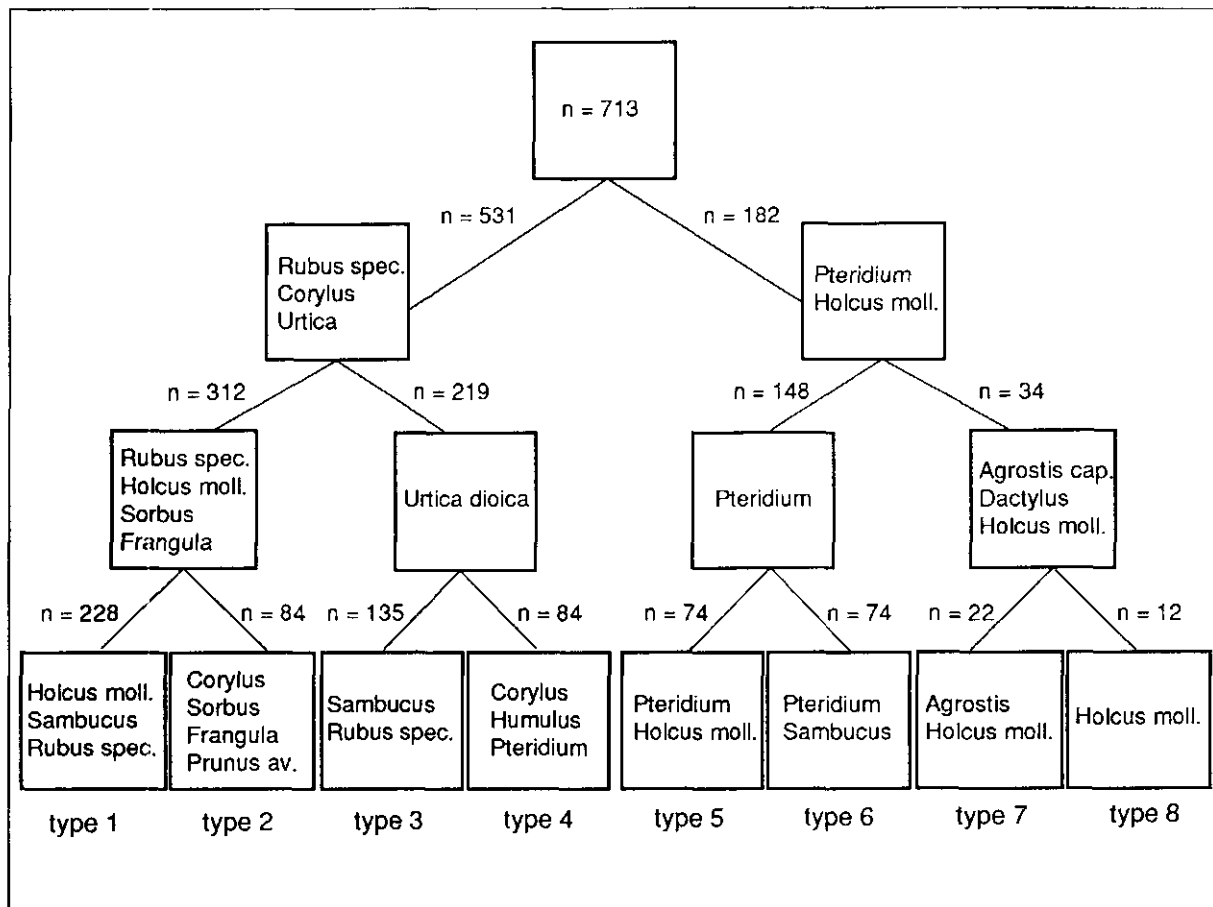 n = 713
n = 531
n = 182
Rubus spec.
Corylus
Urtica
Pteridium
Holcus moll.
n = 312
n = 219
n = 148
n = 34
Rubus spec.
Holcus moll.
Sorbus
Frangula
Urtica dioica
Pteridium
Agrostis cap.
Dactylus
Holcus moll.
n = 228
n = 84
n = 135
n = 84
n = 74
n = 74
n = 22
n = 12
Holcus moll.
Sambucus
Rubus spec.
Corylus
Sorbus
Frangula
Prunus av.
Sambucus
Rubus spec.
Corylus
Humulus
Pteridium
Pteridium
Holcus moll.
Pteridium
Sambucus
Agrostis
Holcus moll.
Holcus moll.
type 1
type 2
type 3
type 4
type 5
type 6
type 7
type 8